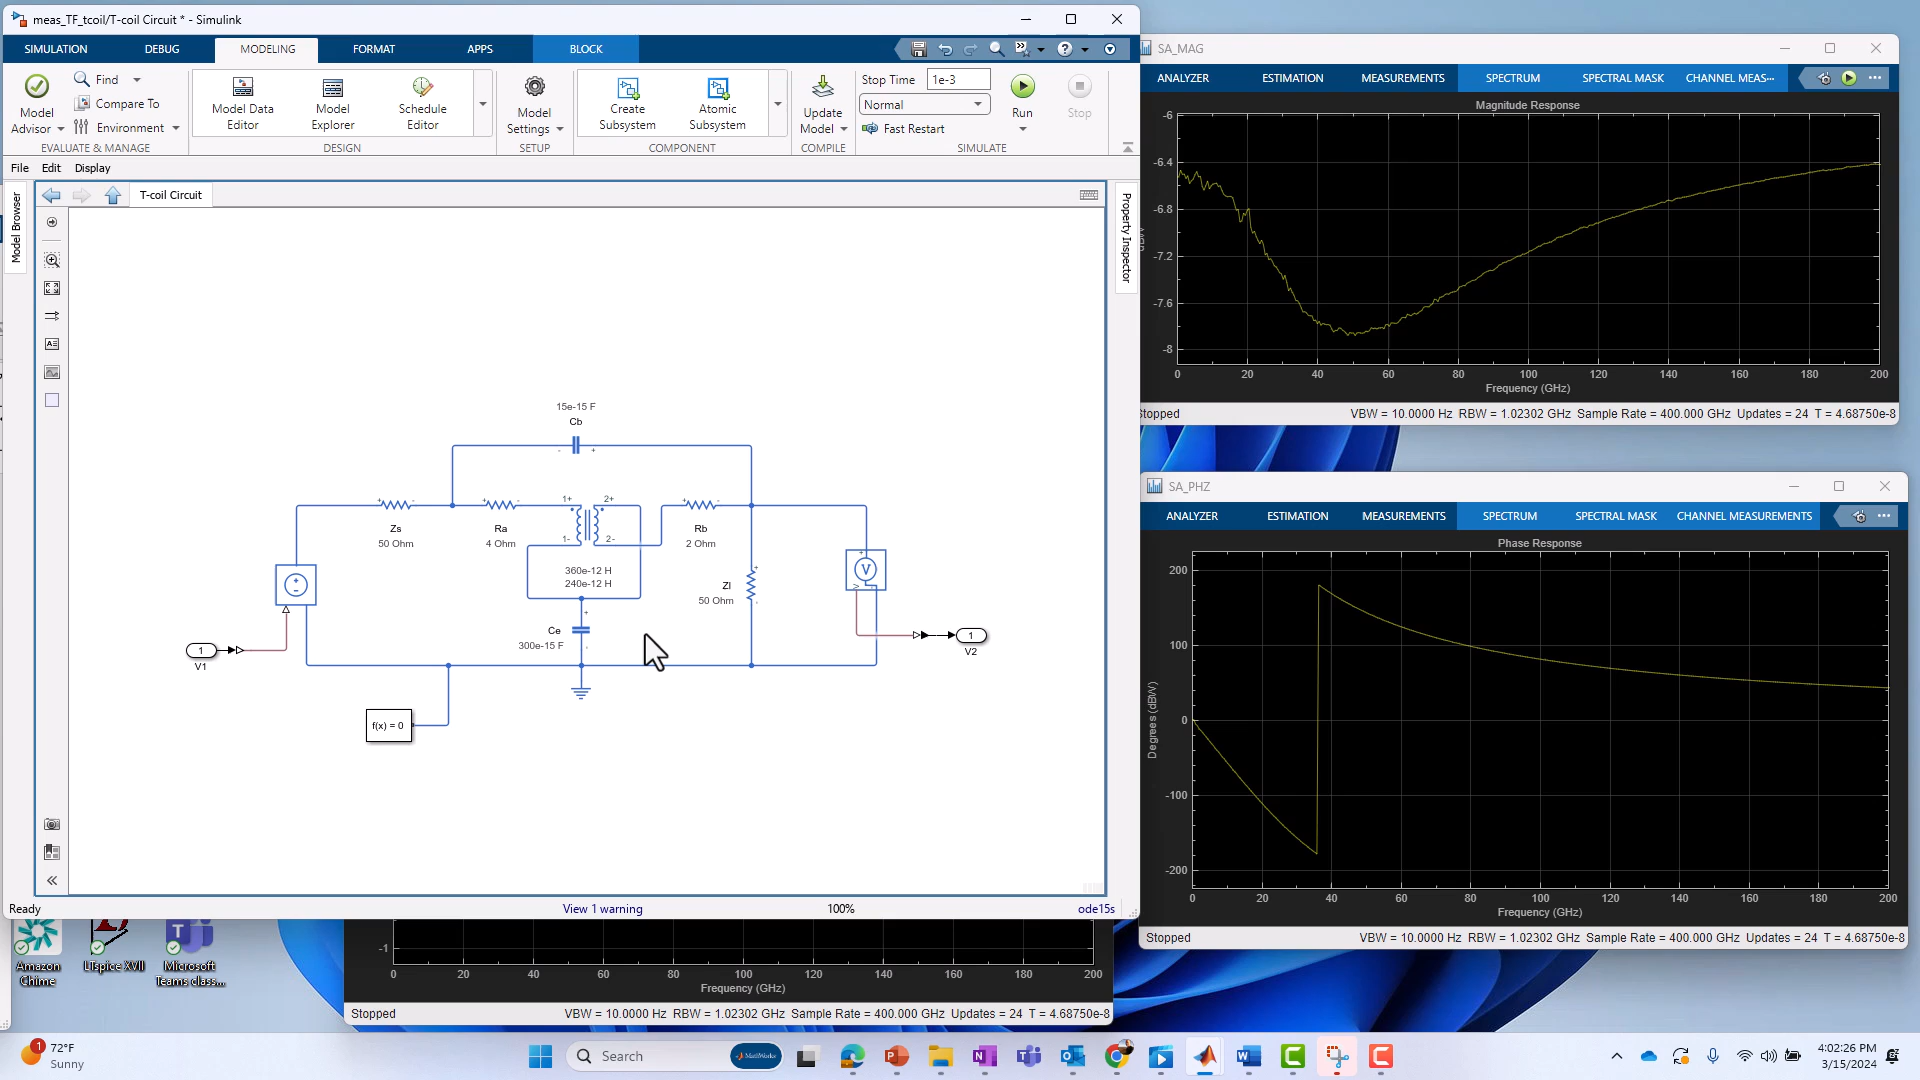 meas_TF_tcoil/T-coil Circuit * - Simulink
SIMULATION DEBUG MODELING FORMAT APPS BLOCK
Model Advisor
Find
Compare To
Environment
EVALUATE & MANAGE
Model Data Editor
Model Explorer
Schedule Editor
DESIGN
Model Settings
SETUP
Create Subsystem
Atomic Subsystem
COMPONENT
Update Model
COMPILE
Stop Time 1e-3
Normal
Fast Restart
Run
Stop
SIMULATE
File Edit Display
Model Browser
T-coil Circuit
Property Inspector
15e-15 F
Cb
- +
+ - + - 1+ 2+ + -
Zs
50 Ohm
Ra
4 Ohm
1- 2-
Rb
2 Ohm
360e-12 H
240e-12 H
Zl
50 Ohm
V
Ce
300e-15 F
1
V1
1
V2
f(x) = 0
Ready
View 1 warning
100%
ode15s
SA_MAG
ANALYZER ESTIMATION MEASUREMENTS SPECTRUM SPECTRAL MASK CHANNEL MEAS···
Magnitude Response
-6
-6.4
-6.8
-7.2
-7.6
-8
dBW
0 20 40 60 80 100 120 140 160 180 200
Frequency (GHz)
Stopped
VBW = 10.0000 Hz RBW = 1.02302 GHz Sample Rate = 400.000 GHz Updates = 24 T = 4.68750e-8
SA_PHZ
ANALYZER ESTIMATION MEASUREMENTS SPECTRUM SPECTRAL MASK CHANNEL MEASUREMENTS
Phase Response
200
100
0
-100
-200
Degrees (dBW)
0 20 40 60 80 100 120 140 160 180 200
Frequency (GHz)
Stopped
VBW = 10.0000 Hz RBW = 1.02302 GHz Sample Rate = 400.000 GHz Updates = 24 T = 4.68750e-8
-1
0 20 40 60 80 100 120 140 160 180 200
Frequency (GHz)
Stopped
VBW = 10.0000 Hz RBW = 1.02302 GHz Sample Rate = 400.000 GHz Updates = 24 T = 4.68750e-8
Amazon Chime
LTspice XVII
Microsoft Teams class...
1
72°F
Sunny
Search
MathWorks
4:02:26 PM
3/15/2024